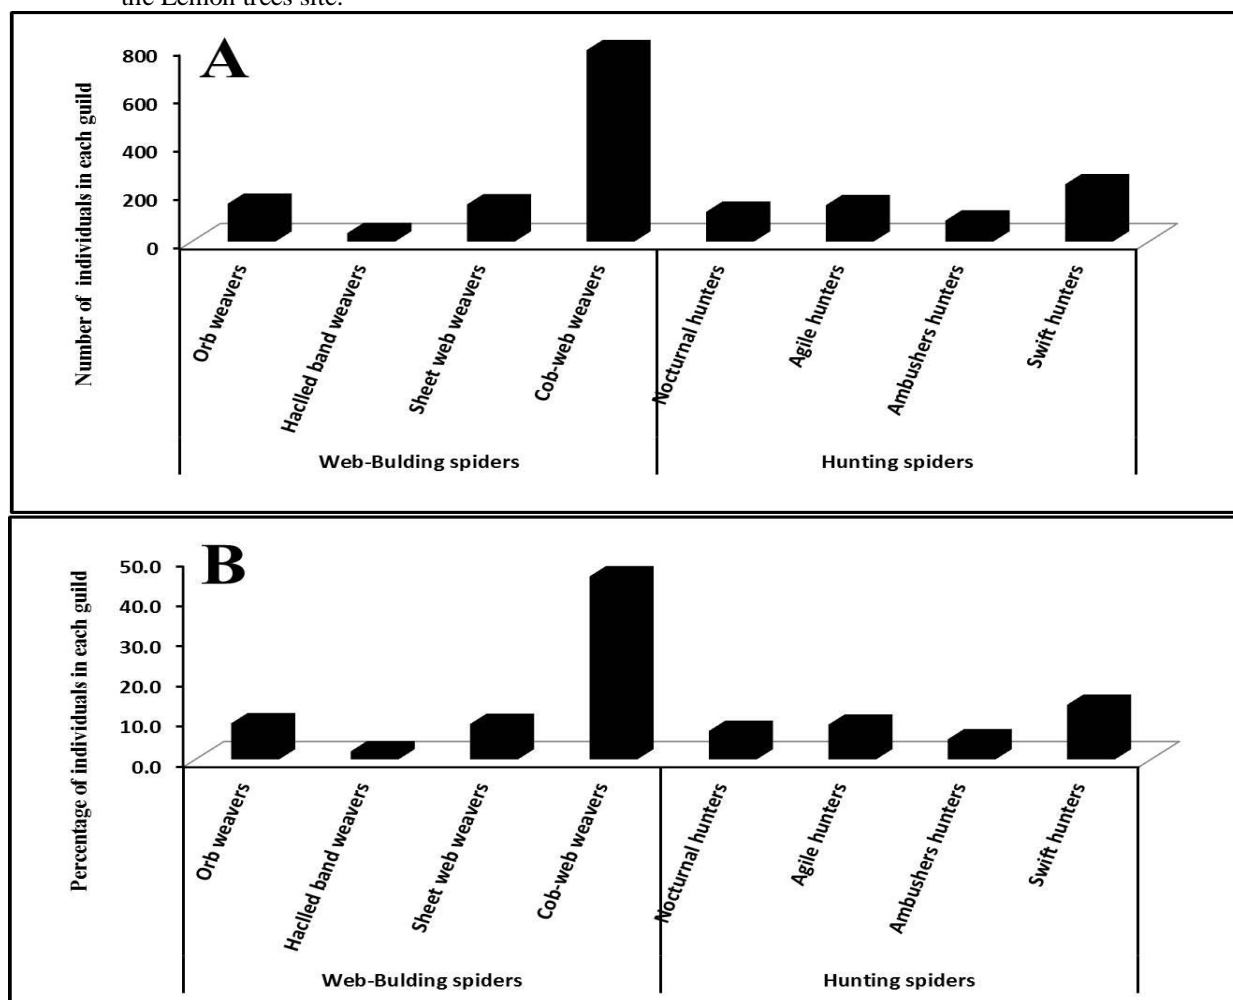 the Lemon trees site.
A
Number of individuals in each guild
800
600
400
200
0
Orb weavers
Haclled band weavers
Sheet web weavers
Cob-web weavers
Nocturnal hunters
Agile hunters
Ambushers hunters
Swift hunters
Web-Bulding spiders
Hunting spiders
B
Percentage of individuals in each guild
50.0
40.0
30.0
20.0
10.0
0.0
Orb weavers
Haclled band weavers
Sheet web weavers
Cob-web weavers
Nocturnal hunters
Agile hunters
Ambushers hunters
Swift hunters
Web-Bulding spiders
Hunting spiders